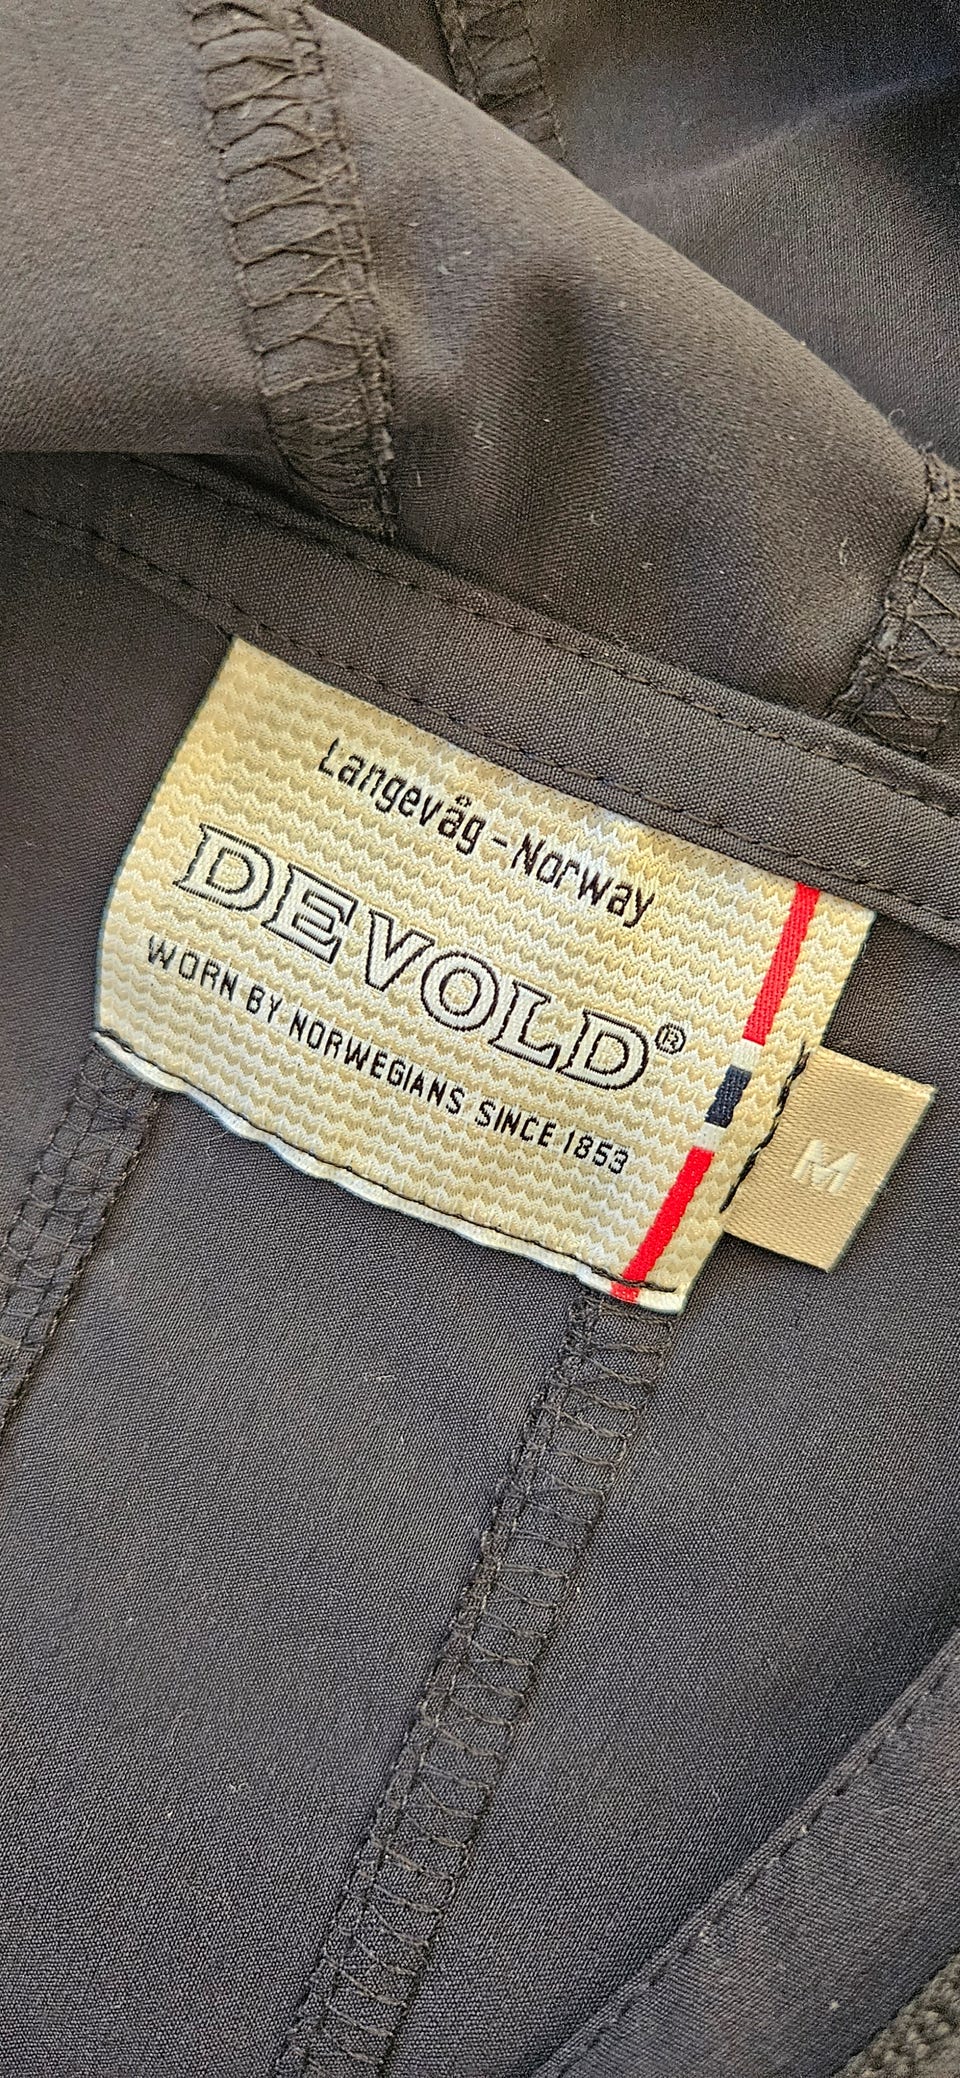 Langevåg-Norway
DEVOLD®
WORN BY NORWEGIANS SINCE 1853
M